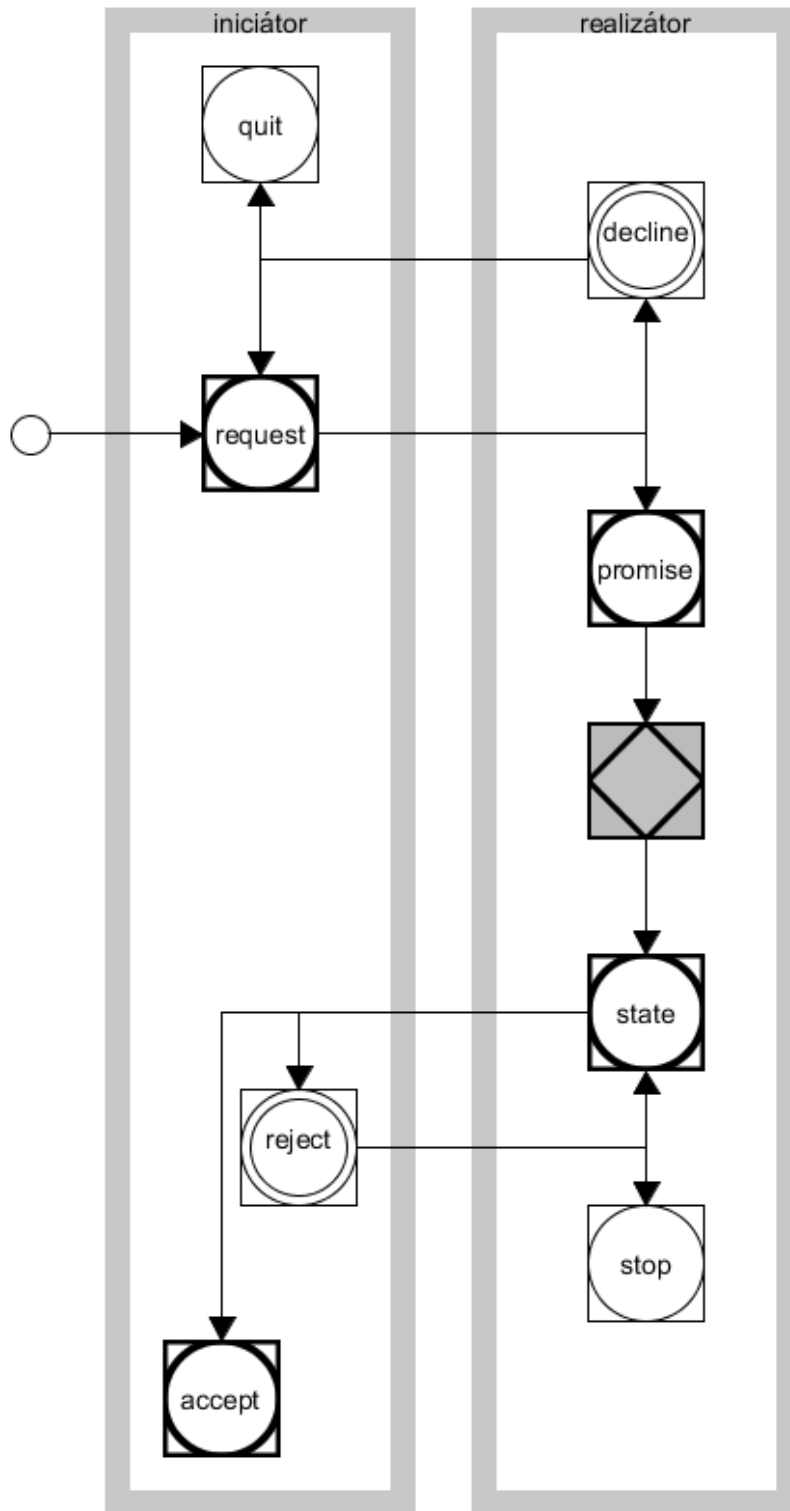 iniciátor
realizátor
quit
decline
request
promise
state
reject
stop
accept